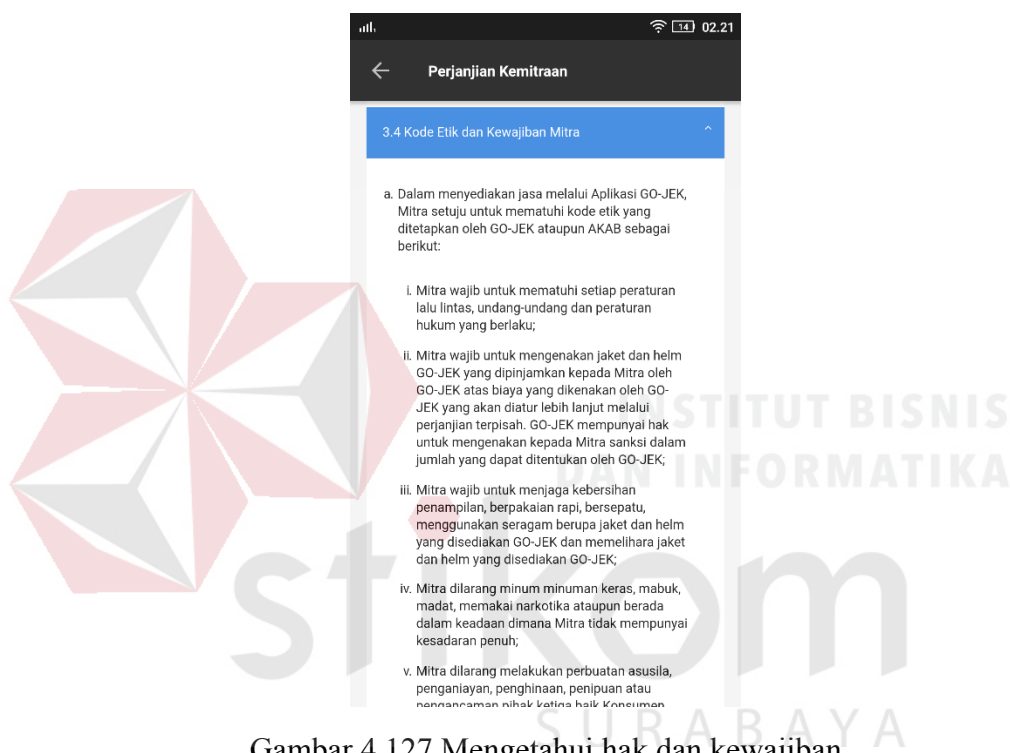 14 02.21
Perjanjian Kemitraan
3.4 Kode Etik dan Kewajiban Mitra
a. Dalam menyediakan jasa melalui Aplikasi GO-JEK,
Mitra setuju untuk mematuhi kode etik yang
ditetapkan oleh GO-JEK ataupun AKAB sebagai
berikut:
i. Mitra wajib untuk mematuhi setiap peraturan
lalu lintas, undang-undang dan peraturan
hukum yang berlaku;
ii. Mitra wajib untuk mengenakan jaket dan helm
GO-JEK yang dipinjamkan kepada Mitra oleh
GO-JEK atas biaya yang dikenakan oleh GO-
JEK yang akan diatur lebih lanjut melalui
perjanjian terpisah. GO-JEK mempunyai hak
untuk mengenakan kepada Mitra sanksi dalam
jumlah yang dapat ditentukan oleh GO-JEK;
iii. Mitra wajib untuk menjaga kebersihan
penampilan, berpakaian rapi, bersepatu,
menggunakan seragam berupa jaket dan helm
yang disediakan GO-JEK dan memelihara jaket
dan helm yang disediakan GO-JEK;
iv. Mitra dilarang minum minuman keras, mabuk,
madat, memakai narkotika ataupun berada
dalam keadaan dimana Mitra tidak mempunyai
kesadaran penuh;
v. Mitra dilarang melakukan perbuatan asusila,
penganiayan, penghinaan, penipuan atau
pengancaman pihak ketiga baik Konsumen
INSTITUT BISNIS
DAN INFORMATIKA
stikom
SURABAYA
Gambar 4.127 Mengetahui hak dan kewajiban